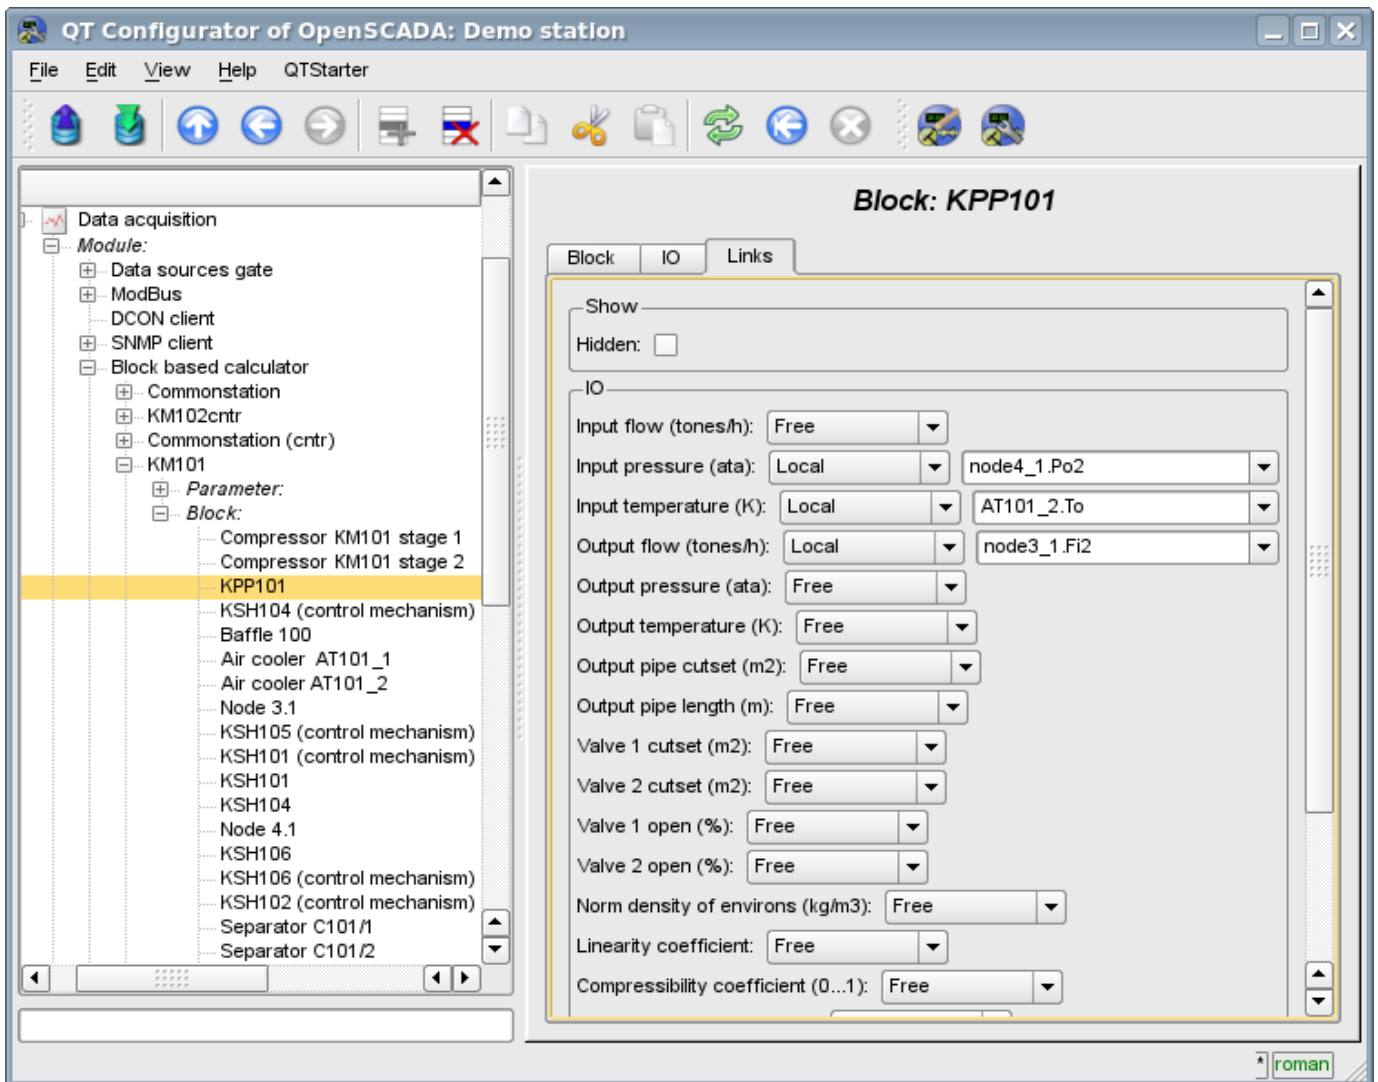 QT Configurator of OpenSCADA: Demo station
File Edit View Help QTStarter
Data acquisition
Module:
Data sources gate
ModBus
DCON client
SNMP client
Block based calculator
Commonstation
KM102cntr
Commonstation (cntr)
KM101
Parameter:
Block:
Compressor KM101 stage 1
Compressor KM101 stage 2
KPP101
KSH104 (control mechanism)
Baffle 100
Air cooler AT101_1
Air cooler AT101_2
Node 3.1
KSH105 (control mechanism)
KSH101 (control mechanism)
KSH101
KSH104
Node 4.1
KSH106
KSH106 (control mechanism)
KSH102 (control mechanism)
Separator C101/1
Separator C101/2
Block: KPP101
Block IO Links
Show
Hidden:
IO
Input flow (tones/h): Free
Input pressure (ata): Local node4_1.Po2
Input temperature (K): Local AT101_2.To
Output flow (tones/h): Local node3_1.Fi2
Output pressure (ata): Free
Output temperature (K): Free
Output pipe cutset (m2): Free
Output pipe length (m): Free
Valve 1 cutset (m2): Free
Valve 2 cutset (m2): Free
Valve 1 open (%): Free
Valve 2 open (%): Free
Norm density of environs (kg/m3): Free
Linearity coefficient: Free
Compressibility coefficient (0...1): Free
* roman